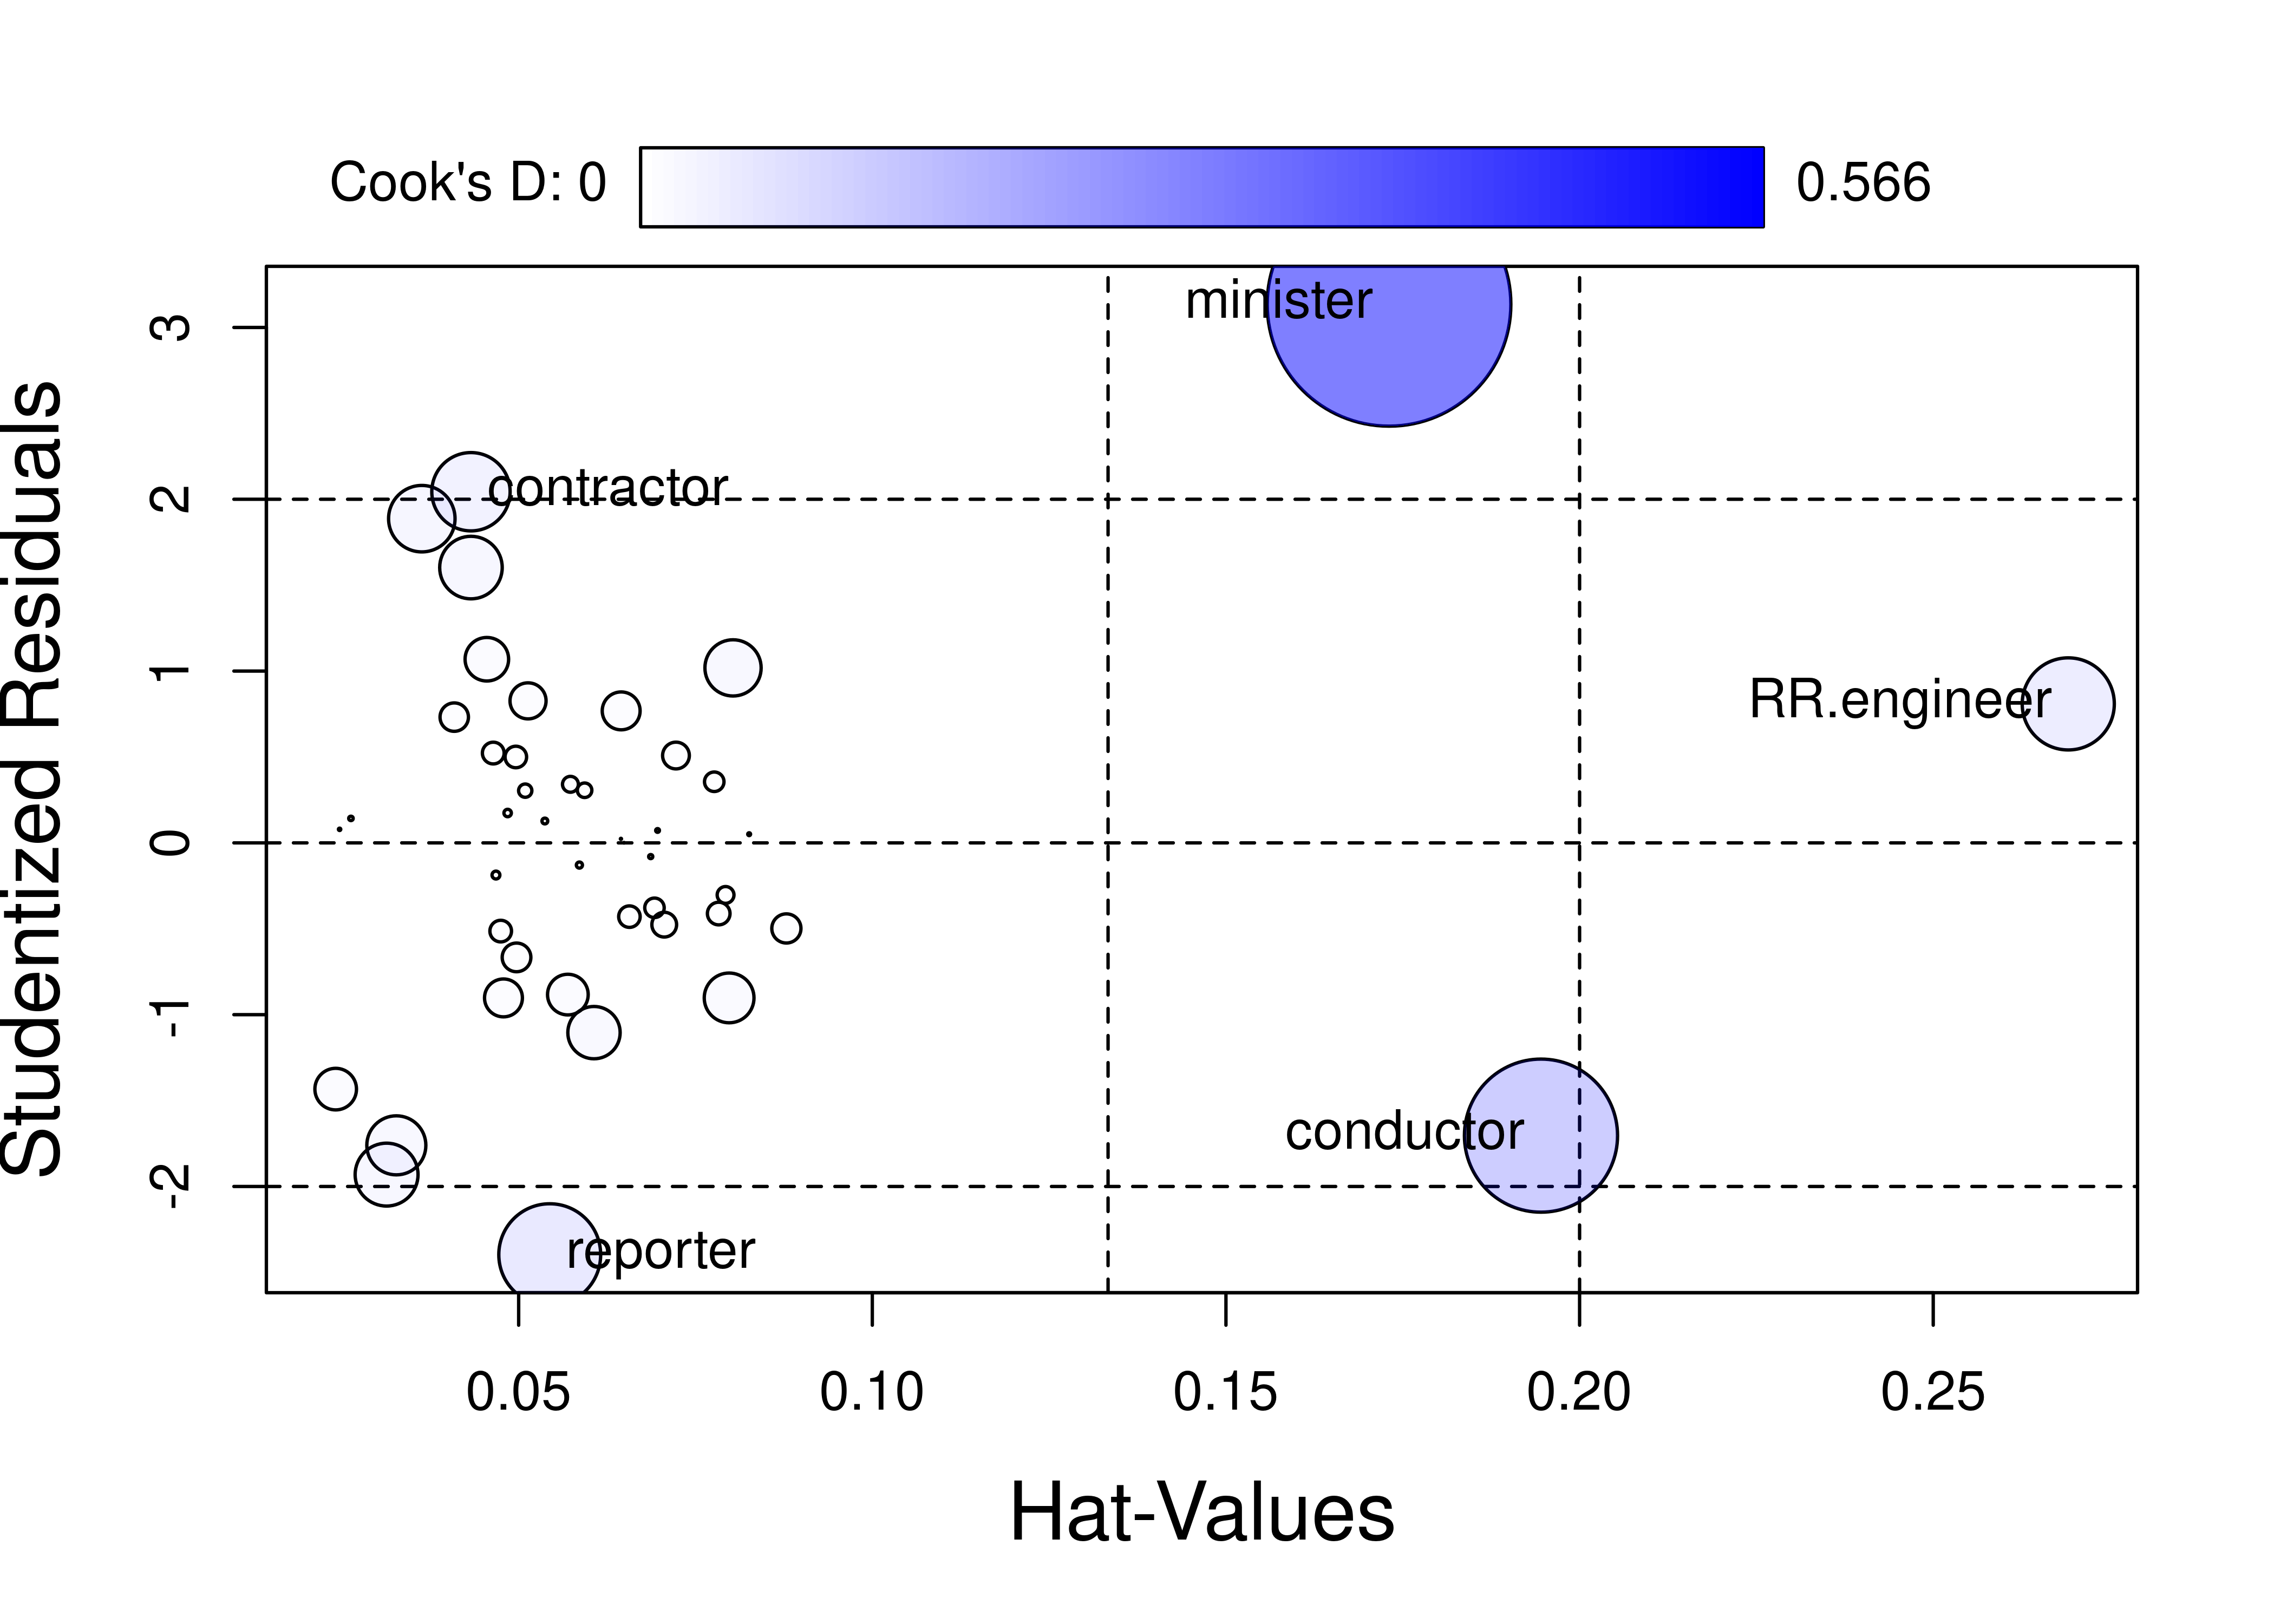 Cook's D: 0 0.566
Studentized Residuals
3
2
1
0
-1
-2
minister
contractor
RR.engineer
conductor
reporter
0.05 0.10 0.15 0.20 0.25
Hat-Values